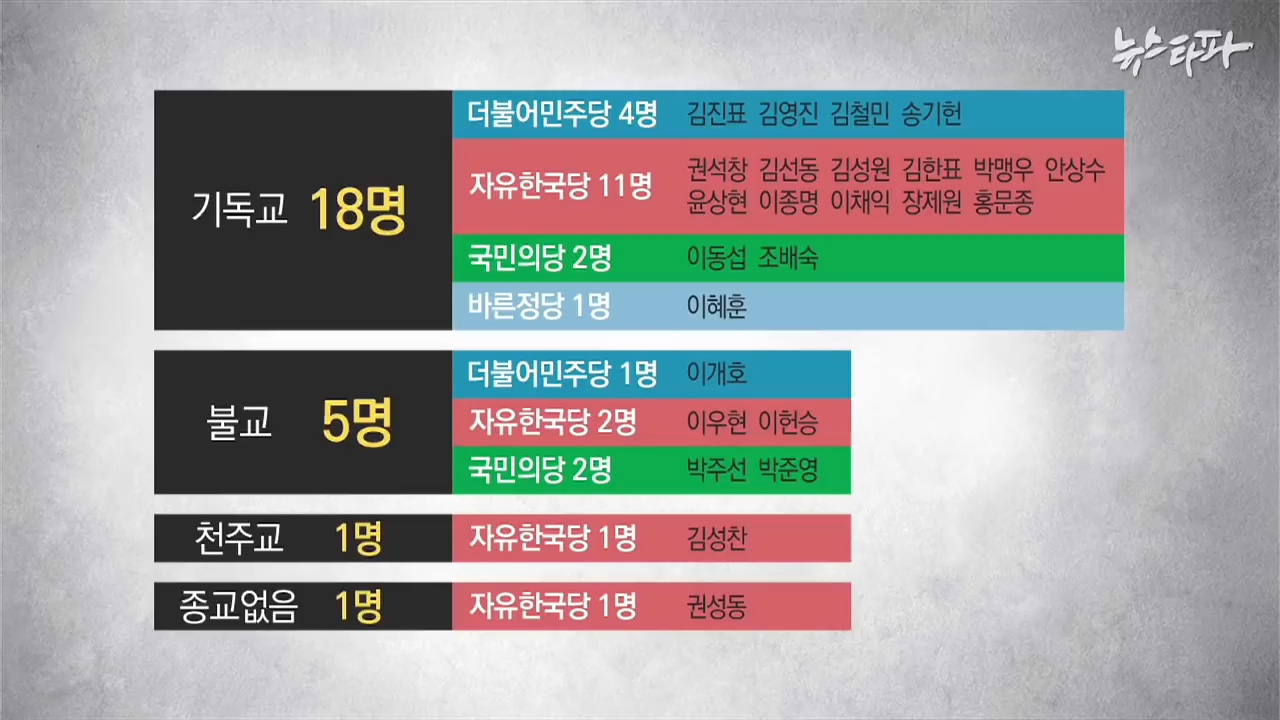 뉴스타파
기독교 18명
더불어민주당 4명 김진표 김영진 김철민 송기헌
자유한국당 11명 권석창 김선동 김성원 김한표 박맹우 안상수
윤상현 이종명 이채익 장제원 홍문종
국민의당 2명 이동섭 조배숙
바른정당 1명 이혜훈
불교 5명
더불어민주당 1명 이개호
자유한국당 2명 이우현 이헌승
국민의당 2명 박주선 박준영
천주교 1명 자유한국당 1명 김성찬
종교없음 1명 자유한국당 1명 권성동